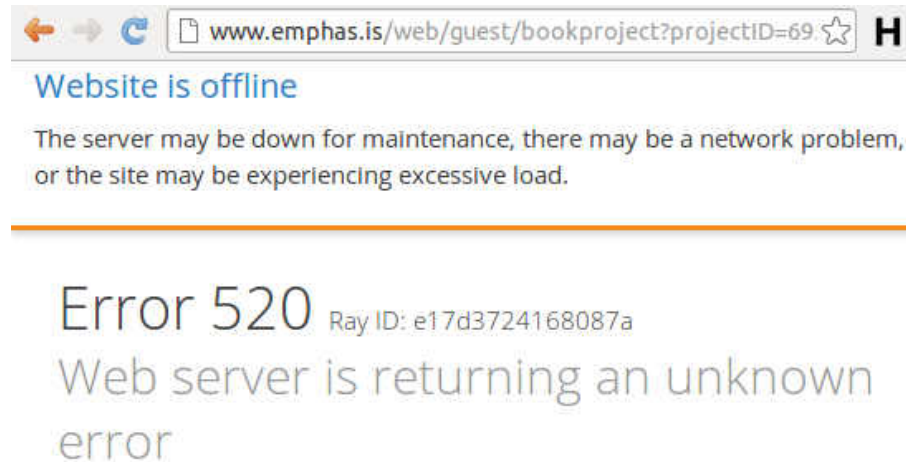 www.emphas.is/web/guest/bookproject?projectID=69
H
Website is offline
The server may be down for maintenance, there may be a network problem,
or the site may be experiencing excessive load.
Error 520 Ray ID: e17d3724168087a
Web server is returning an unknown
error